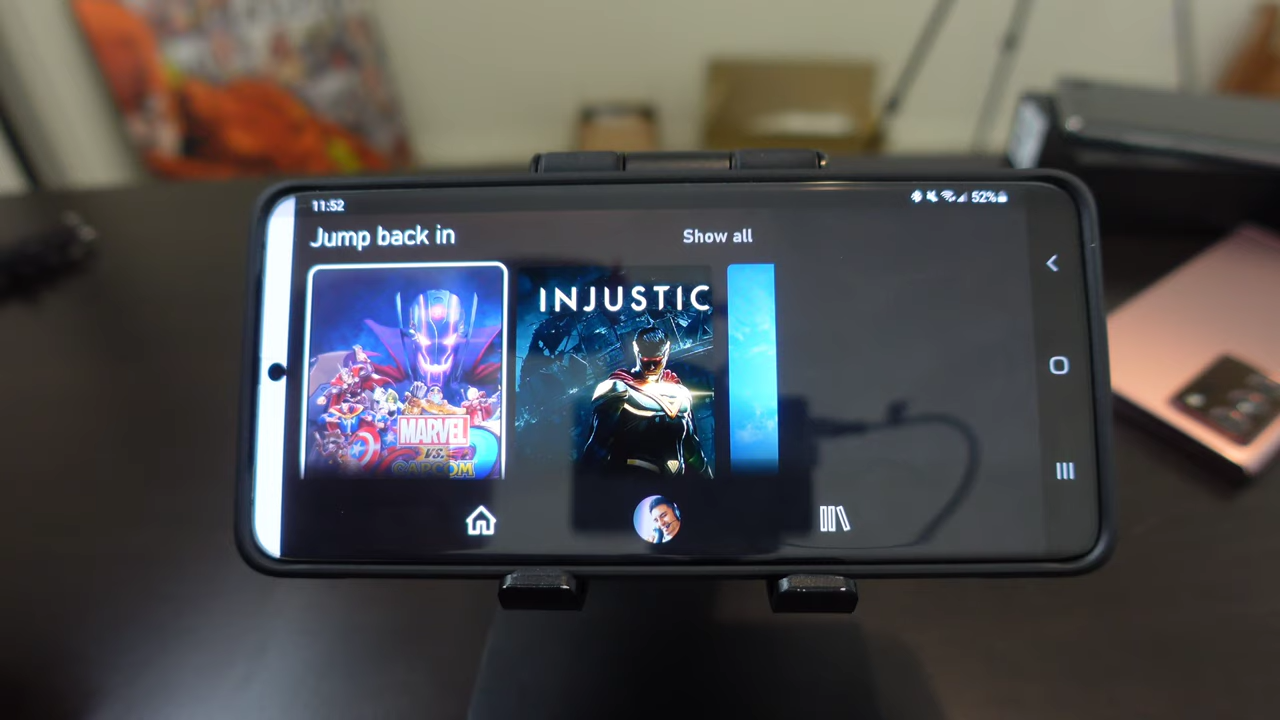 11:52
52%
Jump back in
Show all
INJUSTIC
MARVEL
VS.
CAPCOM